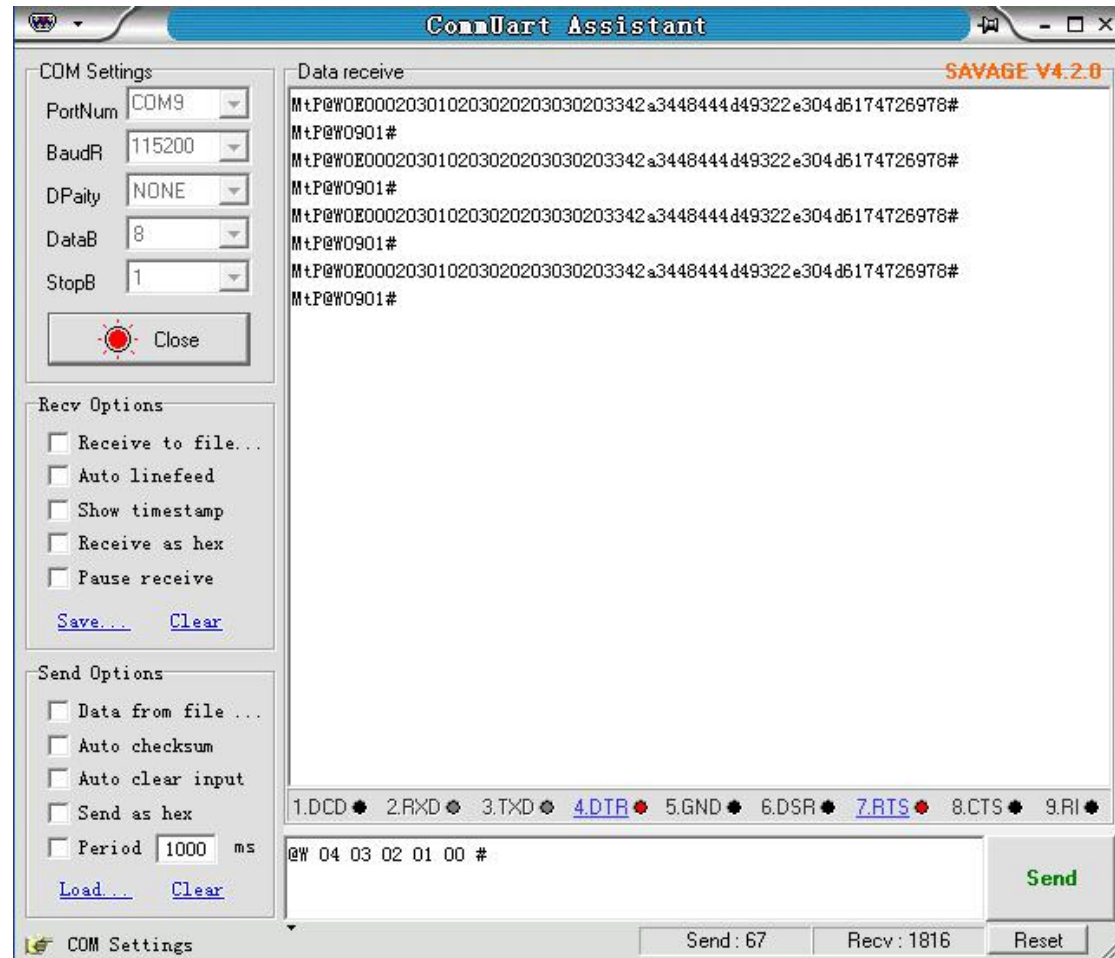 CommUart Assistant
COM Settings
PortNum COM9
BaudR 115200
DPaity NONE
DataB 8
StopB 1
Close
Recv Options
Receive to file...
Auto linefeed
Show timestamp
Receive as hex
Pause receive
Save... Clear
Send Options
Data from file ...
Auto checksum
Auto clear input
Send as hex
Period 1000 ms
Load... Clear
COM Settings
Data receive
SAVAGE V4.2.0
MtP@W0E000203010203020203030203342a3448444d49322e304d6174726978#
MtP@W0901#
MtP@W0E000203010203020203030203342a3448444d49322e304d6174726978#
MtP@W0901#
MtP@W0E000203010203020203030203342a3448444d49322e304d6174726978#
MtP@W0901#
MtP@W0E000203010203020203030203342a3448444d49322e304d6174726978#
MtP@W0901#
1.DCD 2.RXD 3.TXD 4.DTR 5.GND 6.DSR 7.RTS 8.CTS 9.RI
@W 04 03 02 01 00 #
Send
Send : 67 Recv : 1816 Reset